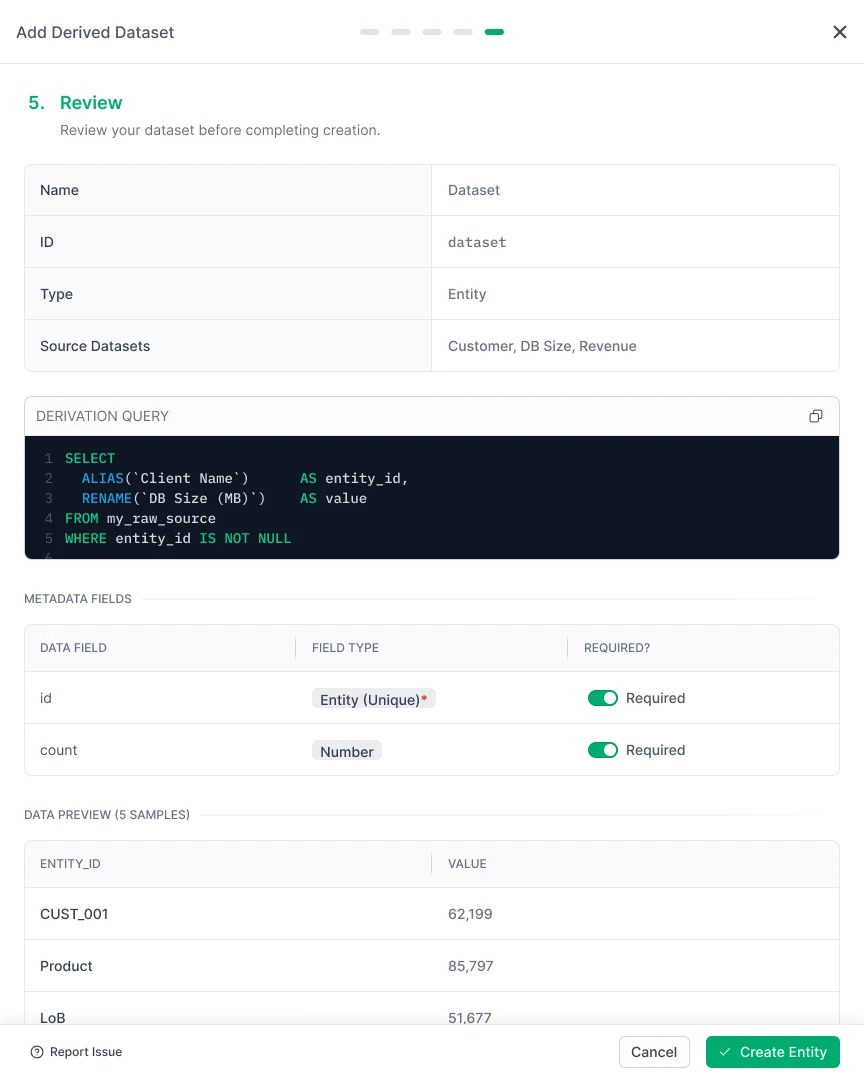 Add Derived Dataset
5. Review
Review your dataset before completing creation.
Name Dataset
ID dataset
Type Entity
Source Datasets Customer, DB Size, Revenue
DERIVATION QUERY
1 SELECT
2 ALIAS(`Client Name`) AS entity_id,
3 RENAME(`DB Size (MB)`) AS value
4 FROM my_raw_source
5 WHERE entity_id IS NOT NULL
6
METADATA FIELDS
DATA FIELD FIELD TYPE REQUIRED?
id Entity (Unique)* Required
count Number Required
DATA PREVIEW (5 SAMPLES)
ENTITY_ID VALUE
CUST_001 62,199
Product 85,797
LoB 51,677
Report Issue Cancel Create Entity